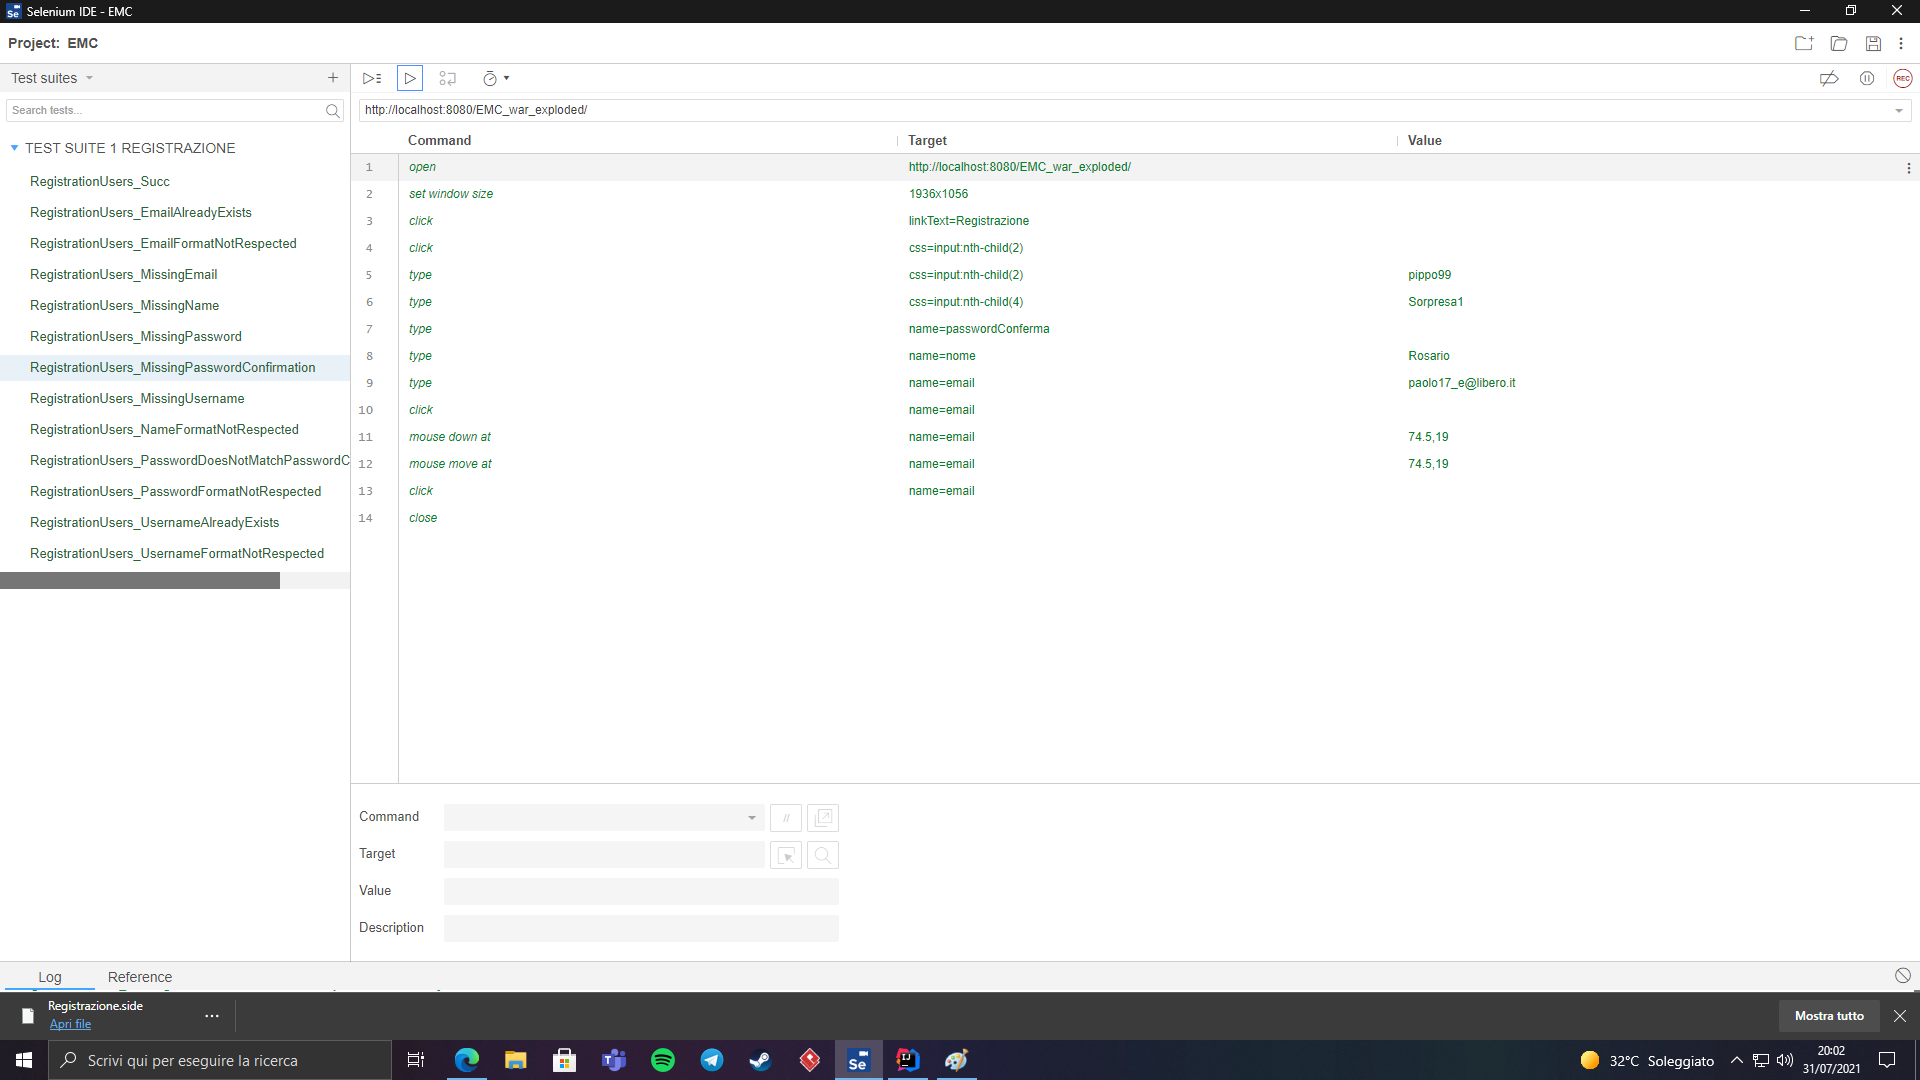 Selenium IDE - EMC
Project: EMC
Test suites
Search tests...
http://localhost:8080/EMC_war_exploded/
REC
Command Target Value
TEST SUITE 1 REGISTRAZIONE
RegistrationUsers_Succ
RegistrationUsers_EmailAlreadyExists
RegistrationUsers_EmailFormatNotRespected
RegistrationUsers_MissingEmail
RegistrationUsers_MissingName
RegistrationUsers_MissingPassword
RegistrationUsers_MissingPasswordConfirmation
RegistrationUsers_MissingUsername
RegistrationUsers_NameFormatNotRespected
RegistrationUsers_PasswordDoesNotMatchPasswordC
RegistrationUsers_PasswordFormatNotRespected
RegistrationUsers_UsernameAlreadyExists
RegistrationUsers_UsernameFormatNotRespected
1 open http://localhost:8080/EMC_war_exploded/
2 set window size 1936x1056
3 click linkText=Registrazione
4 click css=input:nth-child(2)
5 type css=input:nth-child(2) pippo99
6 type css=input:nth-child(4) Sorpresa1
7 type name=passwordConferma
8 type name=nome Rosario
9 type name=email paolo17_e@libero.it
10 click name=email
11 mouse down at name=email 74.5,19
12 mouse move at name=email 74.5,19
13 click name=email
14 close
Command //
Target
Value
Description
Log Reference
Registrazione.side
Apri file
Mostra tutto
Scrivi qui per eseguire la ricerca
Se
32°C Soleggiato
20:02
31/07/2021